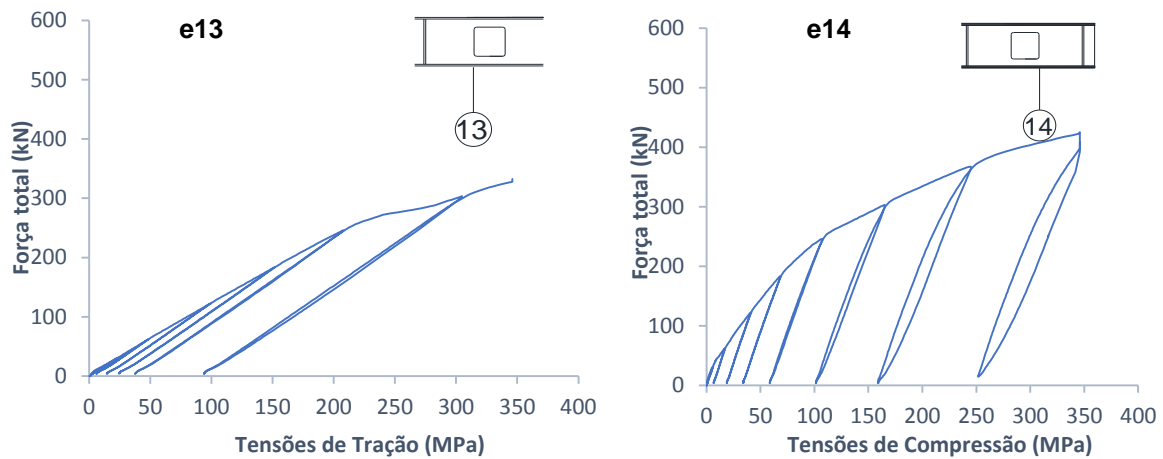 e13
600
500
400
300
200
100
0
0 50 100 150 200 250 300 350 400
Força total (kN)
Tensões de Tração (MPa)
13
e14
600
500
400
300
200
100
0
0 50 100 150 200 250 300 350 400
Força total (kN)
Tensões de Compressão (MPa)
14